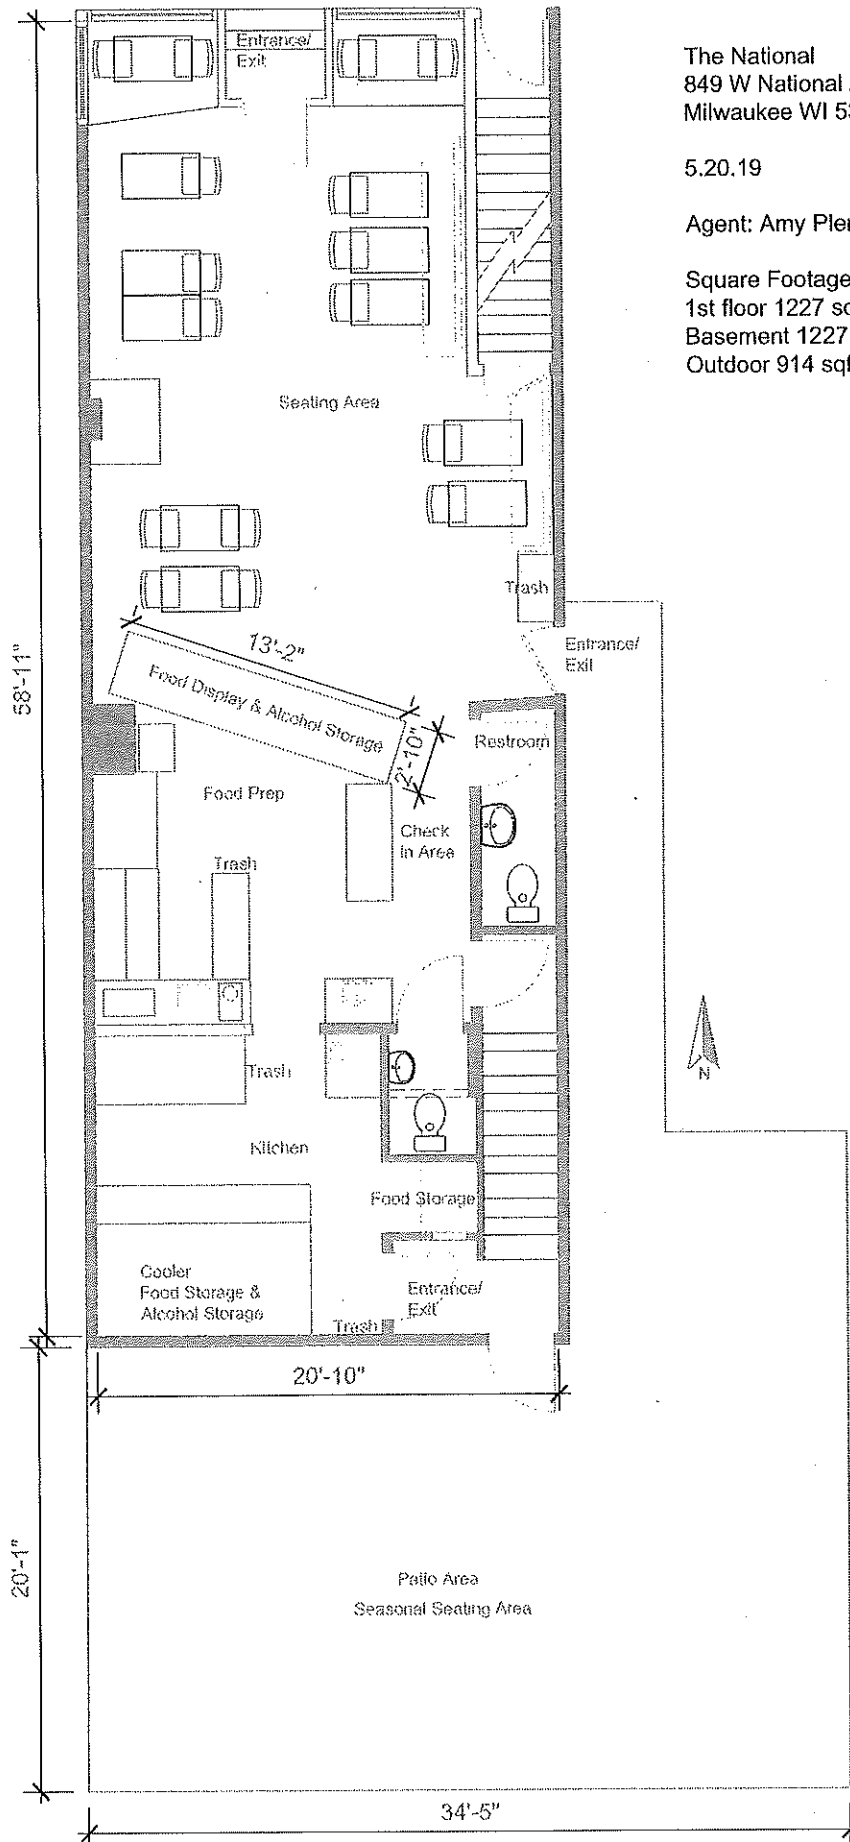 The National
849 W National
Milwaukee WI
5.20.19
Agent: Amy
Square Footage
1st floor 1227
Basement 1227
Outdoor 914
Entrance/
Exit
Seating Area
Trash
Entrance/
Exit
58'-11"
13'-2"
Food Display & Alcohol Storage
2'-10"
Restroom
Food Prep
Check
In Area
Trash
Trash
N
Kitchen
Food Storage
Cooler
Food Storage &
Alcohol Storage
Entrance/
Exit
Trash
20'-10"
20'-1"
Patio Area
Seasonal Seating Area
34'-5"